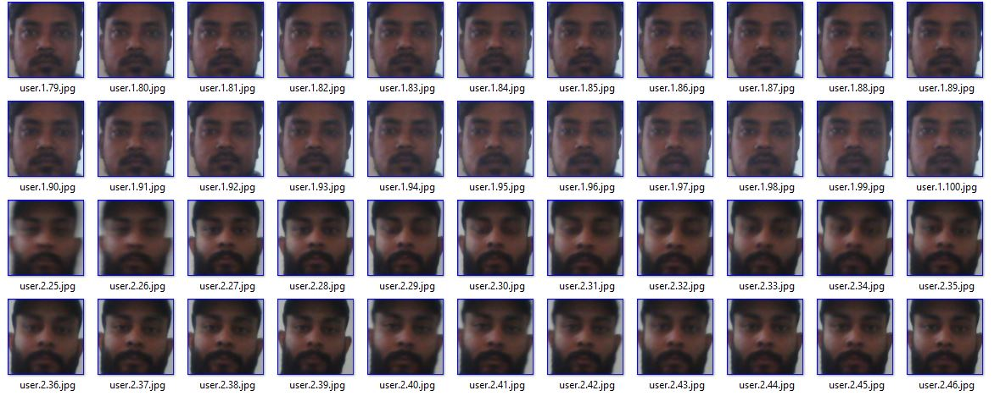 user.1.79.jpg user.1.80.jpg user.1.81.jpg user.1.82.jpg user.1.83.jpg user.1.84.jpg user.1.85.jpg user.1.86.jpg user.1.87.jpg user.1.88.jpg user.1.89.jpg
user.1.90.jpg user.1.91.jpg user.1.92.jpg user.1.93.jpg user.1.94.jpg user.1.95.jpg user.1.96.jpg user.1.97.jpg user.1.98.jpg user.1.99.jpg user.1.100.jpg
user.2.25.jpg user.2.26.jpg user.2.27.jpg user.2.28.jpg user.2.29.jpg user.2.30.jpg user.2.31.jpg user.2.32.jpg user.2.33.jpg user.2.34.jpg user.2.35.jpg
user.2.36.jpg user.2.37.jpg user.2.38.jpg user.2.39.jpg user.2.40.jpg user.2.41.jpg user.2.42.jpg user.2.43.jpg user.2.44.jpg user.2.45.jpg user.2.46.jpg